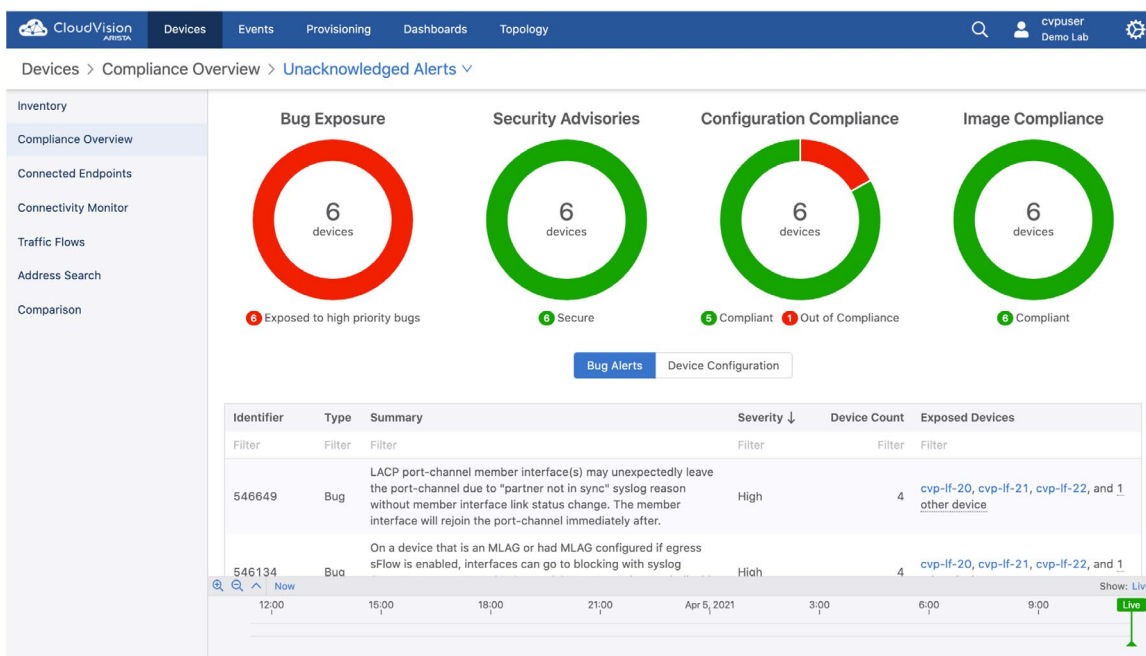 CloudVision
ARISTA
Devices
Events
Provisioning
Dashboards
Topology
cvpuser
Demo Lab
Devices > Compliance Overview > Unacknowledged Alerts
Inventory
Compliance Overview
Connected Endpoints
Connectivity Monitor
Traffic Flows
Address Search
Comparison
Bug Exposure
6
devices
6 Exposed to high priority bugs
Security Advisories
6
devices
6 Secure
Configuration Compliance
6
devices
5 Compliant 1 Out of Compliance
Image Compliance
6
devices
6 Compliant
Bug Alerts Device Configuration
Identifier Type Summary Severity ↓ Device Count Exposed Devices
Filter Filter Filter Filter Filter Filter
546649 Bug
LACP port-channel member interface(s) may unexpectedly leave
the port-channel due to "partner not in sync" syslog reason
without member interface link status change. The member
interface will rejoin the port-channel immediately after.
High 4
cvp-lf-20, cvp-lf-21, cvp-lf-22, and 1
other device
546134 Bug
On a device that is an MLAG or had MLAG configured if egress
sFlow is enabled, interfaces can go to blocking with syslog
High 4
cvp-lf-20, cvp-lf-21, cvp-lf-22, and 1
Now
Show: Liv
12:00 15:00 18:00 21:00 Apr 5, 2021 3:00 6:00 9:00 Live